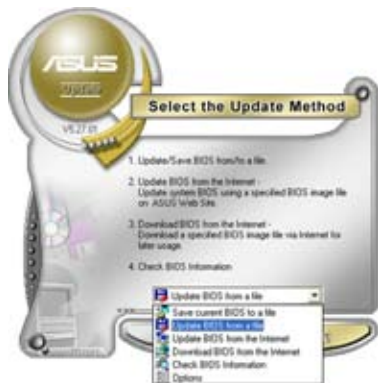 ASUS
Update
V5.27.01
Select the Update Method
1. Update/Save BIOS from/to a file.
2. Update BIOS from the Internet -
Update system BIOS using a specified BIOS image file
on ASUS Web Site.
3. Download BIOS from the Internet -
Download a specified BIOS image file via Internet for
later usage.
4. Check BIOS Information
Update BIOS from a file
Save current BIOS to a file
Update BIOS from a file
Update BIOS from the Internet
Download BIOS from the Internet
Check BIOS Information
Options